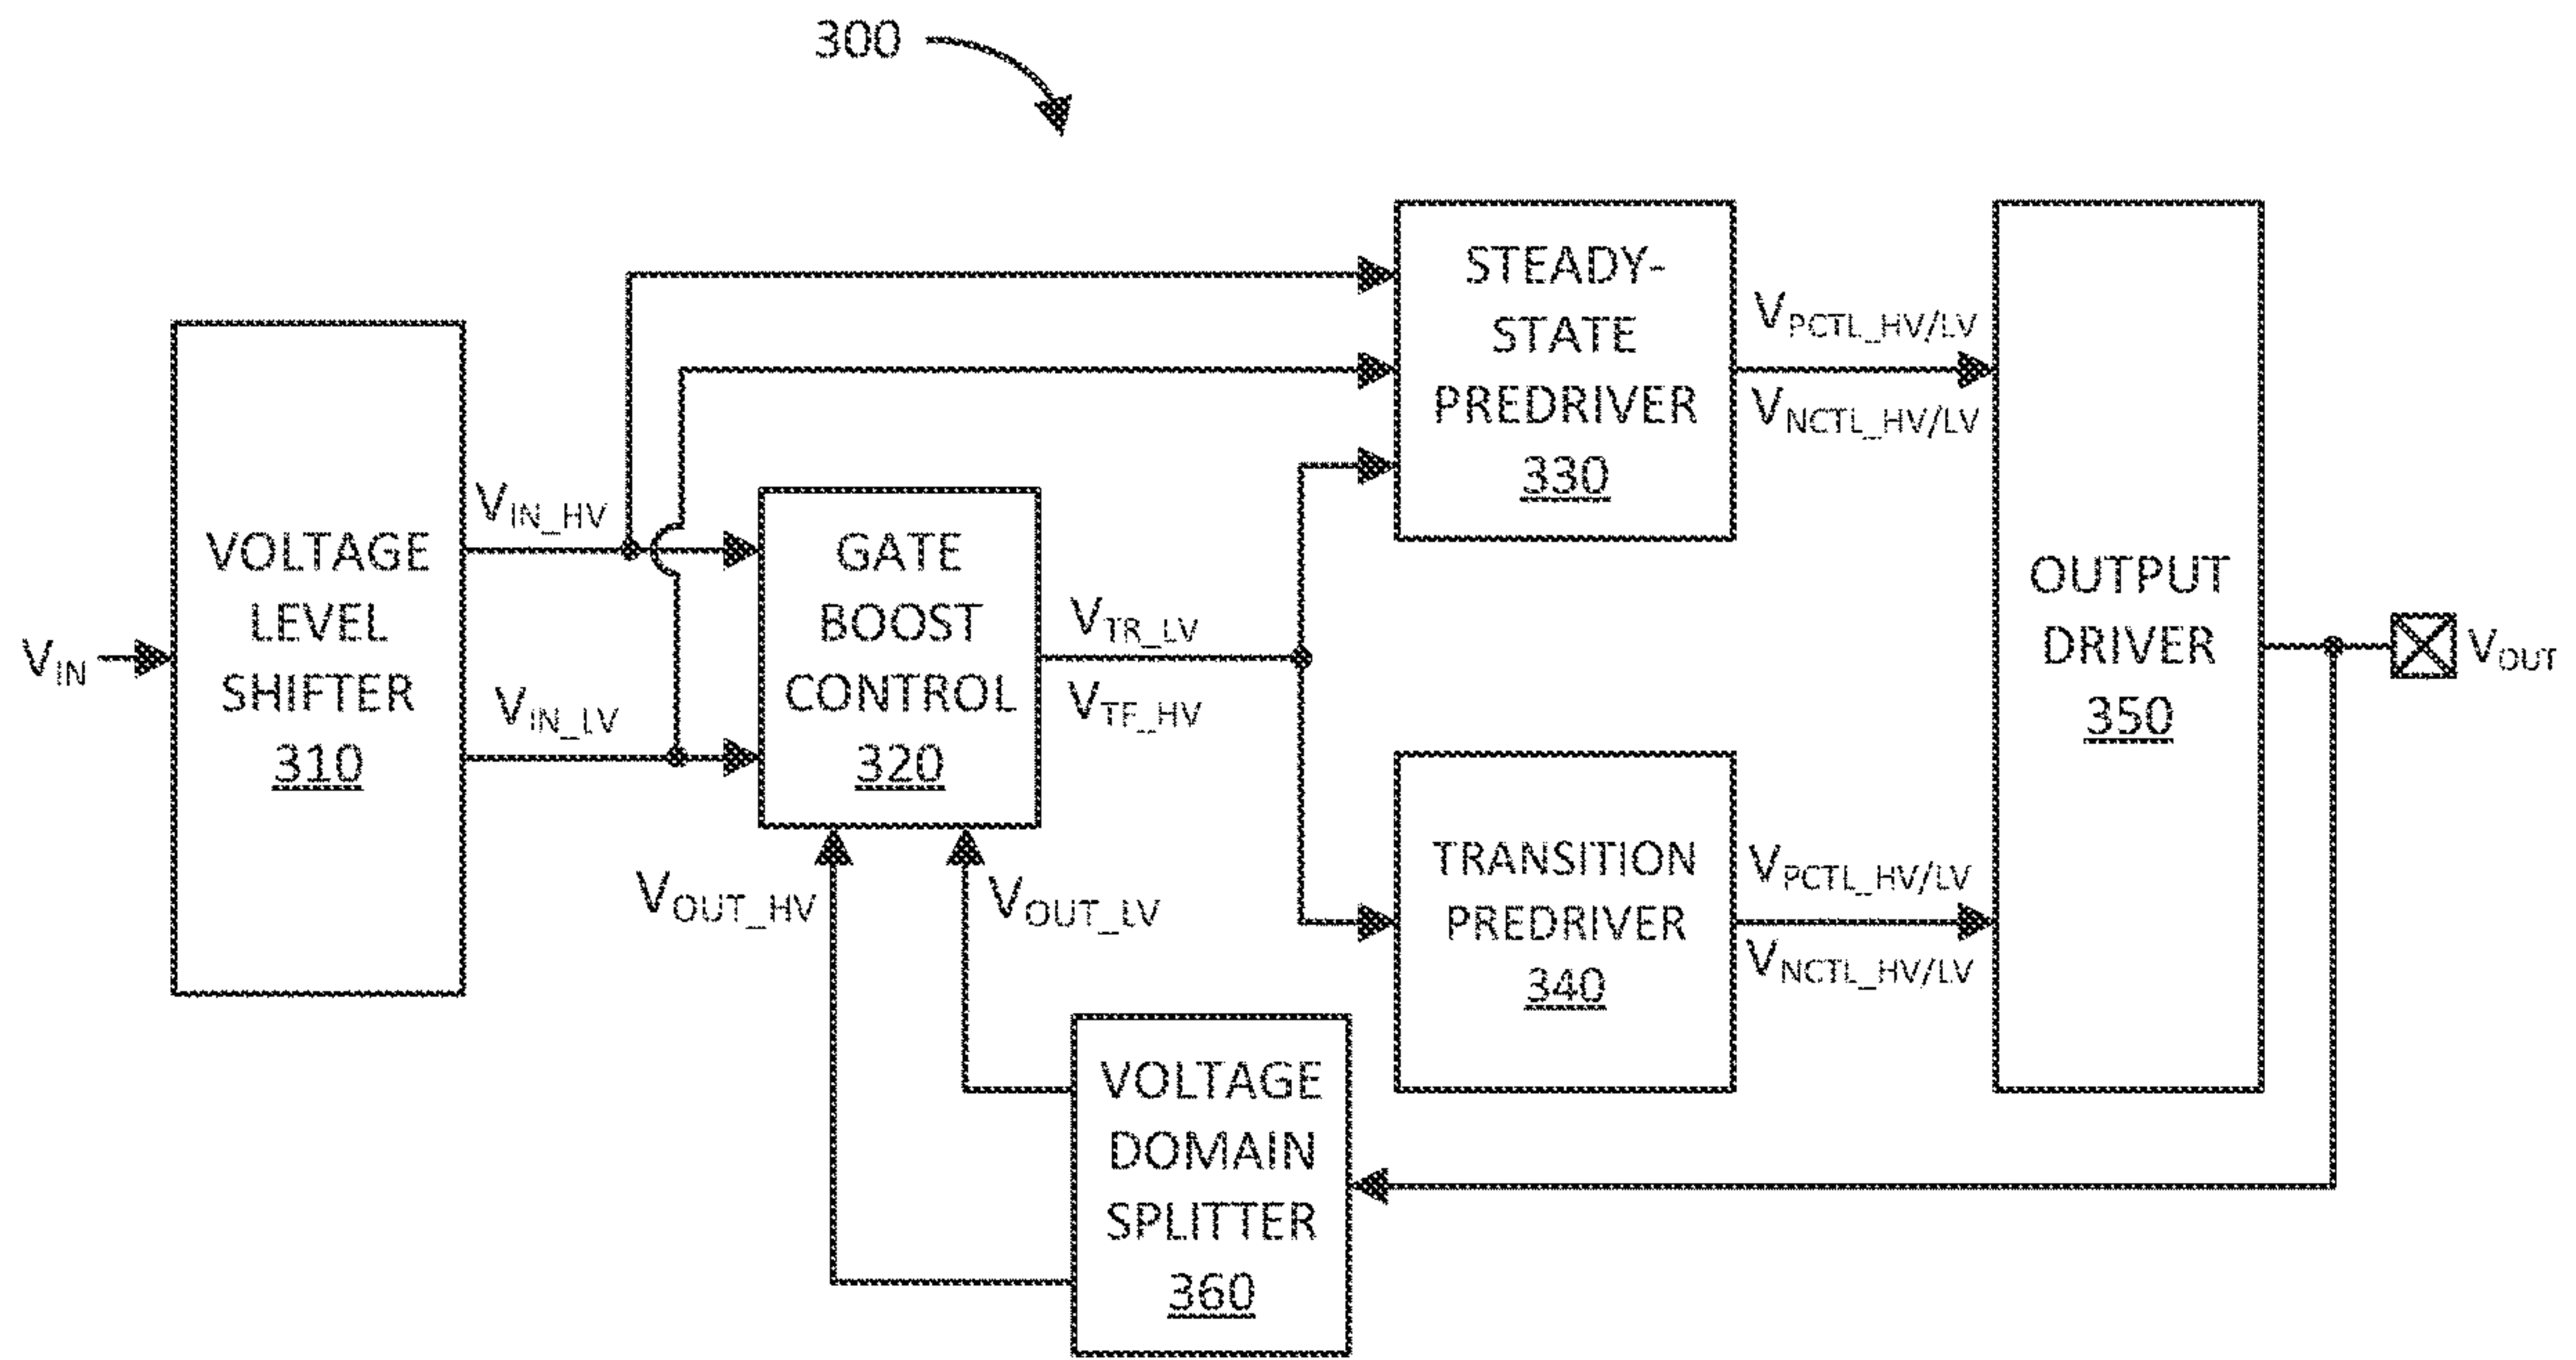 300
STEADY-
STATE
PREDRIVER
330
VPCTL_HV/LV
VNCTL_HV/LV
VIN
VOLTAGE
LEVEL
SHIFTER
310
VIN_HV
VIN_LV
GATE
BOOST
CONTROL
320
VTR_LV
VTF_HV
OUTPUT
DRIVER
350
VOUT
VOUT_HV
VOUT_LV
TRANSITION
PREDRIVER
340
VPCTL_HV/LV
VNCTL_HV/LV
VOLTAGE
DOMAIN
SPLITTER
360